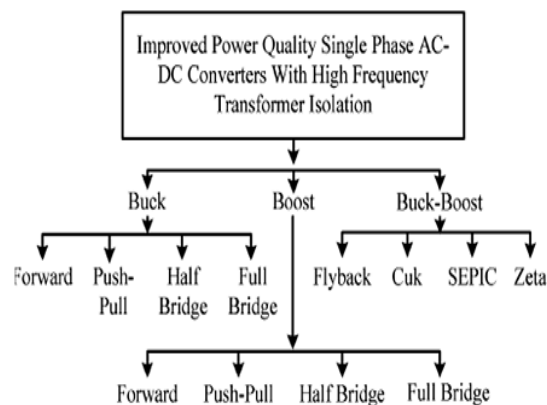 Improved Power Quality Single Phase AC-
DC Converters With High Frequency
Transformer Isolation
Buck
Boost
Buck-Boost
Forward
Push-
Pull
Half
Bridge
Full
Bridge
Flyback
Cuk
SEPIC
Zeta
Forward
Push-Pull
Half Bridge
Full Bridge